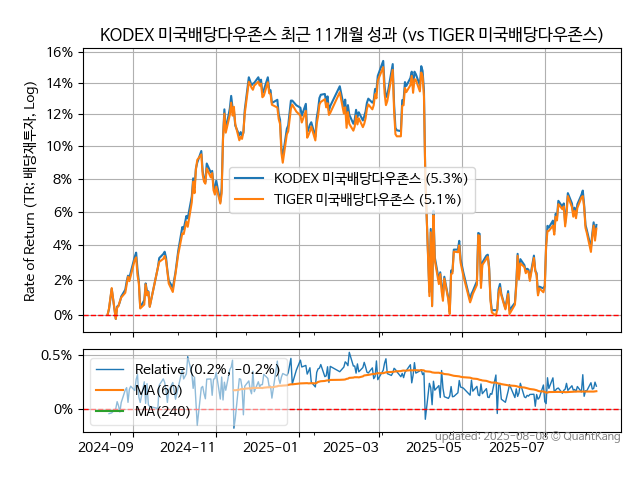 KODEX 미국배당다우존스 최근 11개월 성과 (vs TIGER 미국배당다우존스)
Rate of Return (TR: 배당재투자, Log)
16%
14%
12%
10%
8%
6%
4%
2%
0%
KODEX 미국배당다우존스 (5.3%)
TIGER 미국배당다우존스 (5.1%)
0.5%
0%
Relative (0.2%, -0.2%)
MA(60)
MA(240)
2024-09
2024-11
2025-01
2025-03
2025-05
2025-07
updated: 2025-08-08 © QuantKang